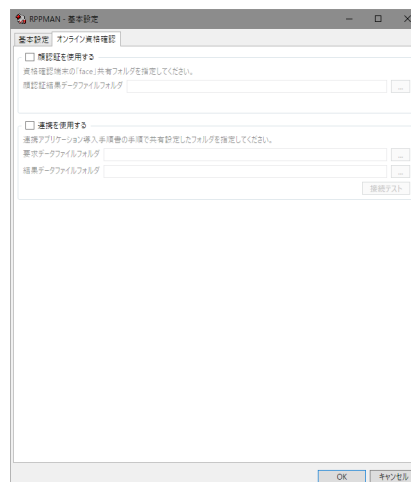 RPPMAN - 基本設定
基本設定 オンライン資格確認
顔認証を使用する
資格確認端末の「face」共有フォルダを指定してください。
顔認証結果データファイルフォルダ ...
連携を使用する
連携アプリケーション導入手順書の手順で共有設定したフォルダを指定してください。
要求データファイルフォルダ ...
結果データファイルフォルダ ...
接続テスト
OK キャンセル